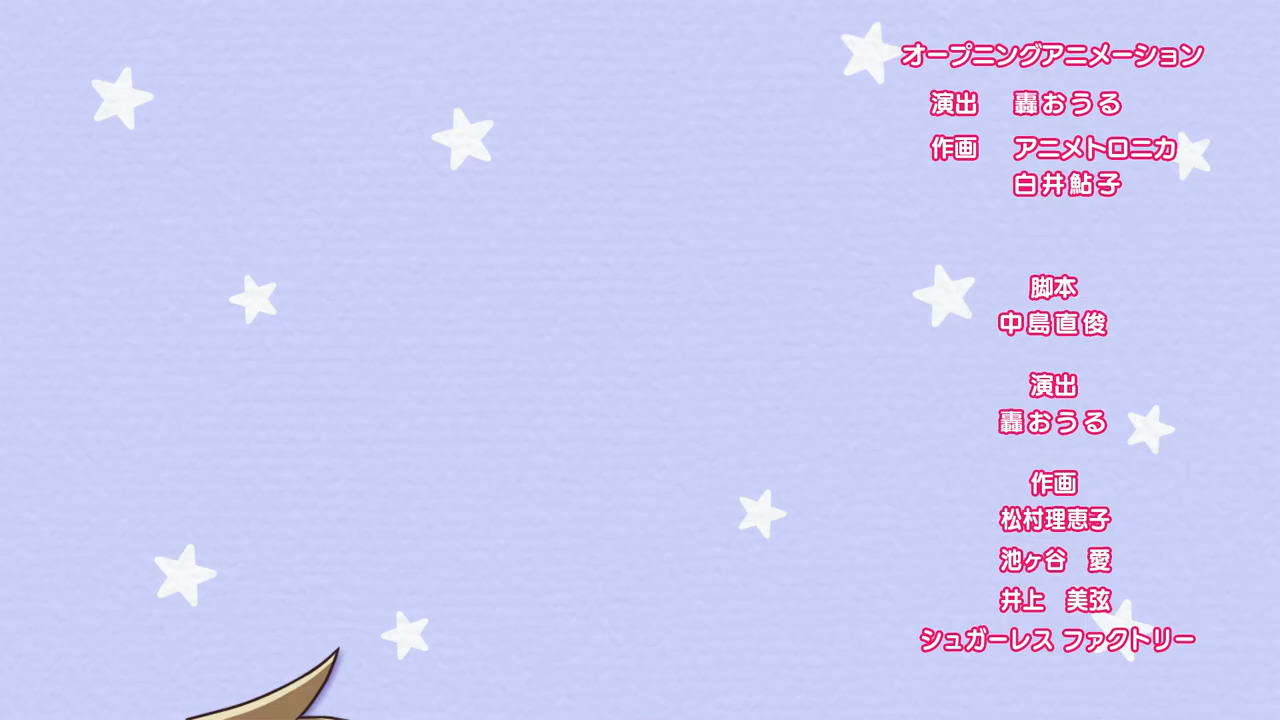 オープニングアニメーション
演出　轟おうる
作画　アニメトロニカ
白井鮎子
脚本
中島直俊
演出
轟おうる
作画
松村理恵子
池ヶ谷　愛
井上　美弦
シュガーレス ファクトリー